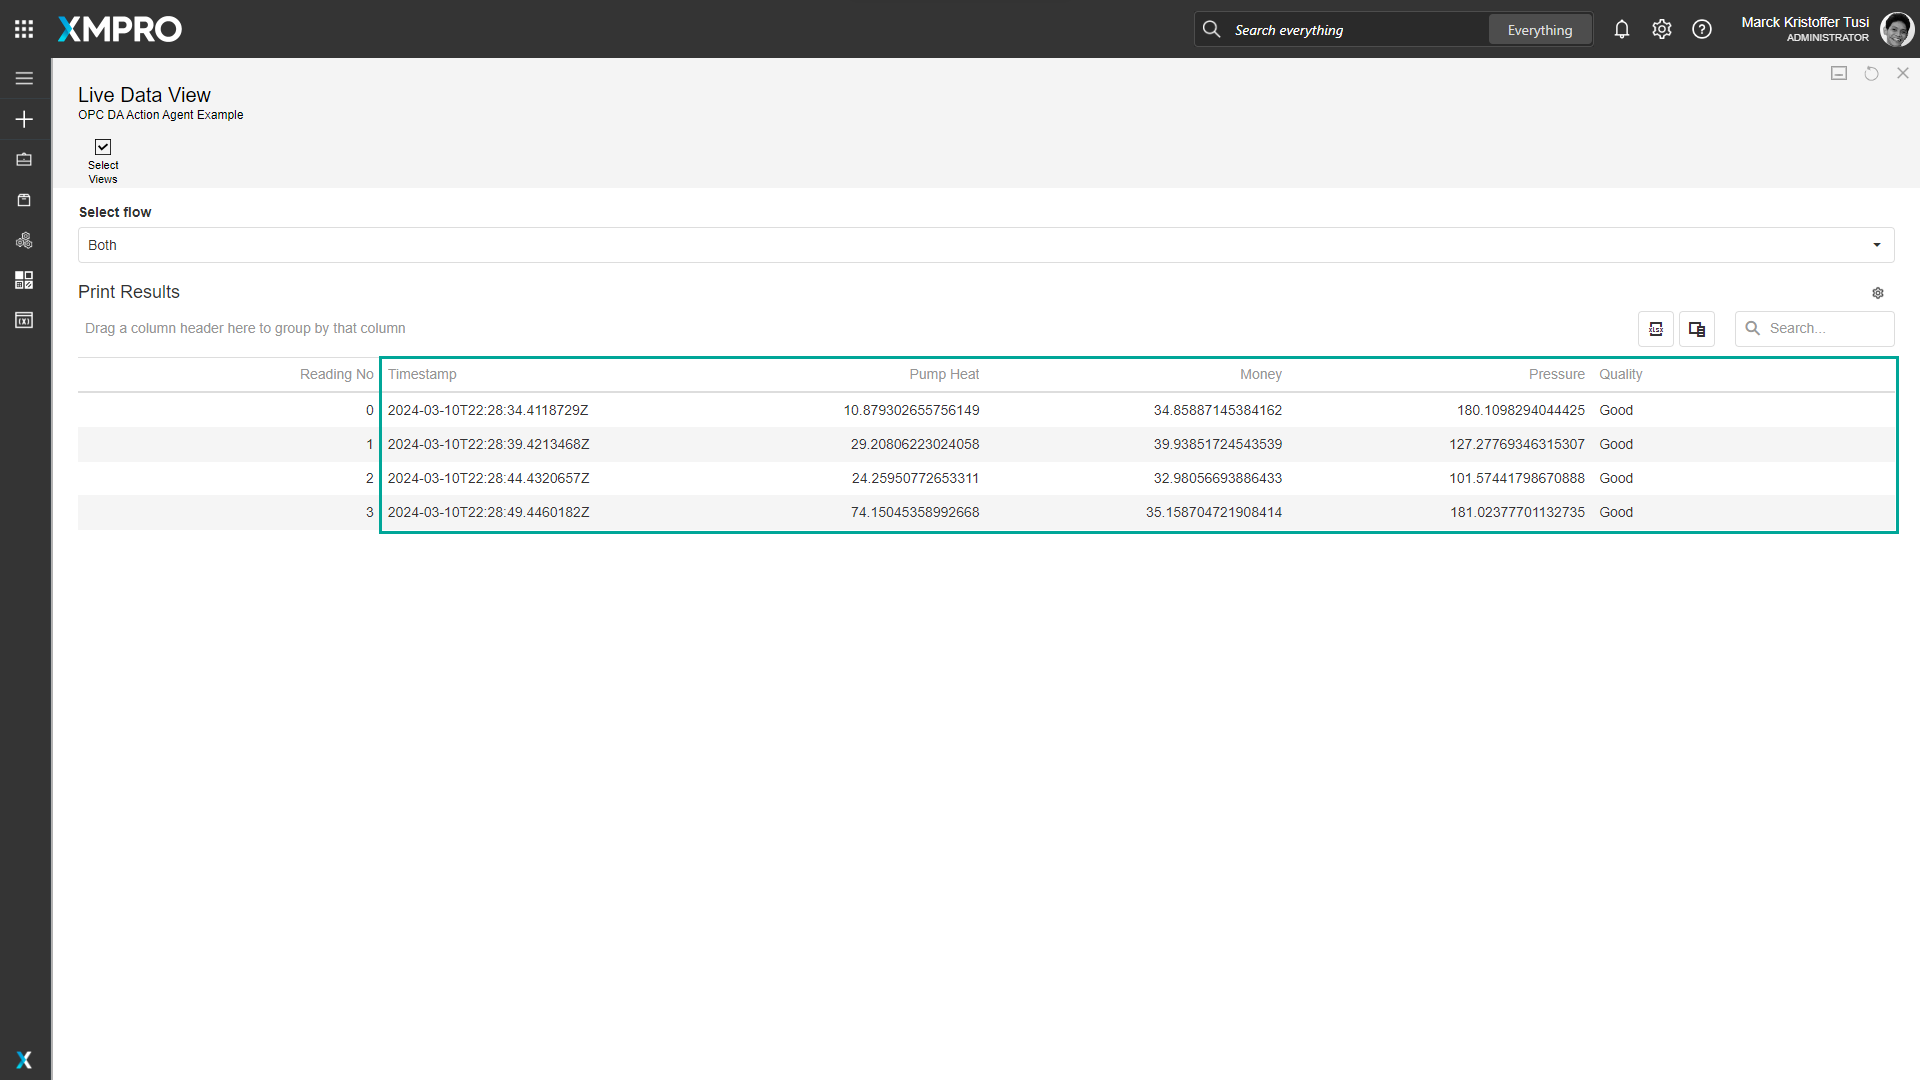 XMPRO
Search everything
Everything
Marck Kristoffer Tusi
ADMINISTRATOR
Live Data View
OPC DA Action Agent Example
Select
Views
Select flow
Both
Print Results
Drag a column header here to group by that column
xlsx
Search...
Reading No Timestamp Pump Heat Money Pressure Quality
0 2024-03-10T22:28:34.4118729Z 10.879302655756149 34.85887145384162 180.1098294044425 Good
1 2024-03-10T22:28:39.4213468Z 29.20806223024058 39.93851724543539 127.27769346315307 Good
2 2024-03-10T22:28:44.4320657Z 24.25950772653311 32.98056693886433 101.57441798670888 Good
3 2024-03-10T22:28:49.4460182Z 74.15045358992668 35.158704721908414 181.02377701132735 Good
X